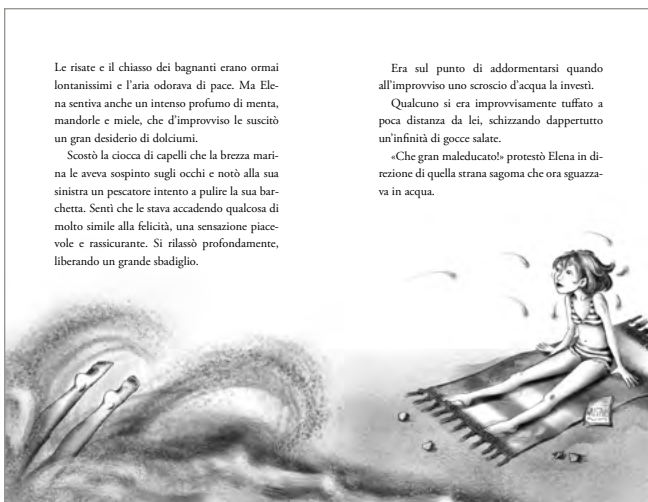 Le risate e il chiasso dei bagnanti erano ormai
lontanissimi e l'aria odorava di pace. Ma Ele-
na sentiva anche un intenso profumo di menta,
mandorle e miele, che d'improvviso le suscitò
un gran desiderio di dolciumi.
Scostò la ciocca di capelli che la brezza mari-
na le aveva sospinto sugli occhi e notò alla sua
sinistra un pescatore intento a pulire la sua bar-
chetta. Sentì che le stava accadendo qualcosa di
molto simile alla felicità, una sensazione piace-
vole e rassicurante. Si rilassò profondamente,
liberando un grande sbadiglio.
Era sul punto di addormentarsi quando
all'improvviso uno scroscio d'acqua la investì.
Qualcuno si era improvvisamente tuffato a
poca distanza da lei, schizzando dappertutto
un'infinità di gocce salate.
«Che gran maleducato!» protestò Elena in di-
rezione di quella strana sagoma che ora sguazza-
va in acqua.